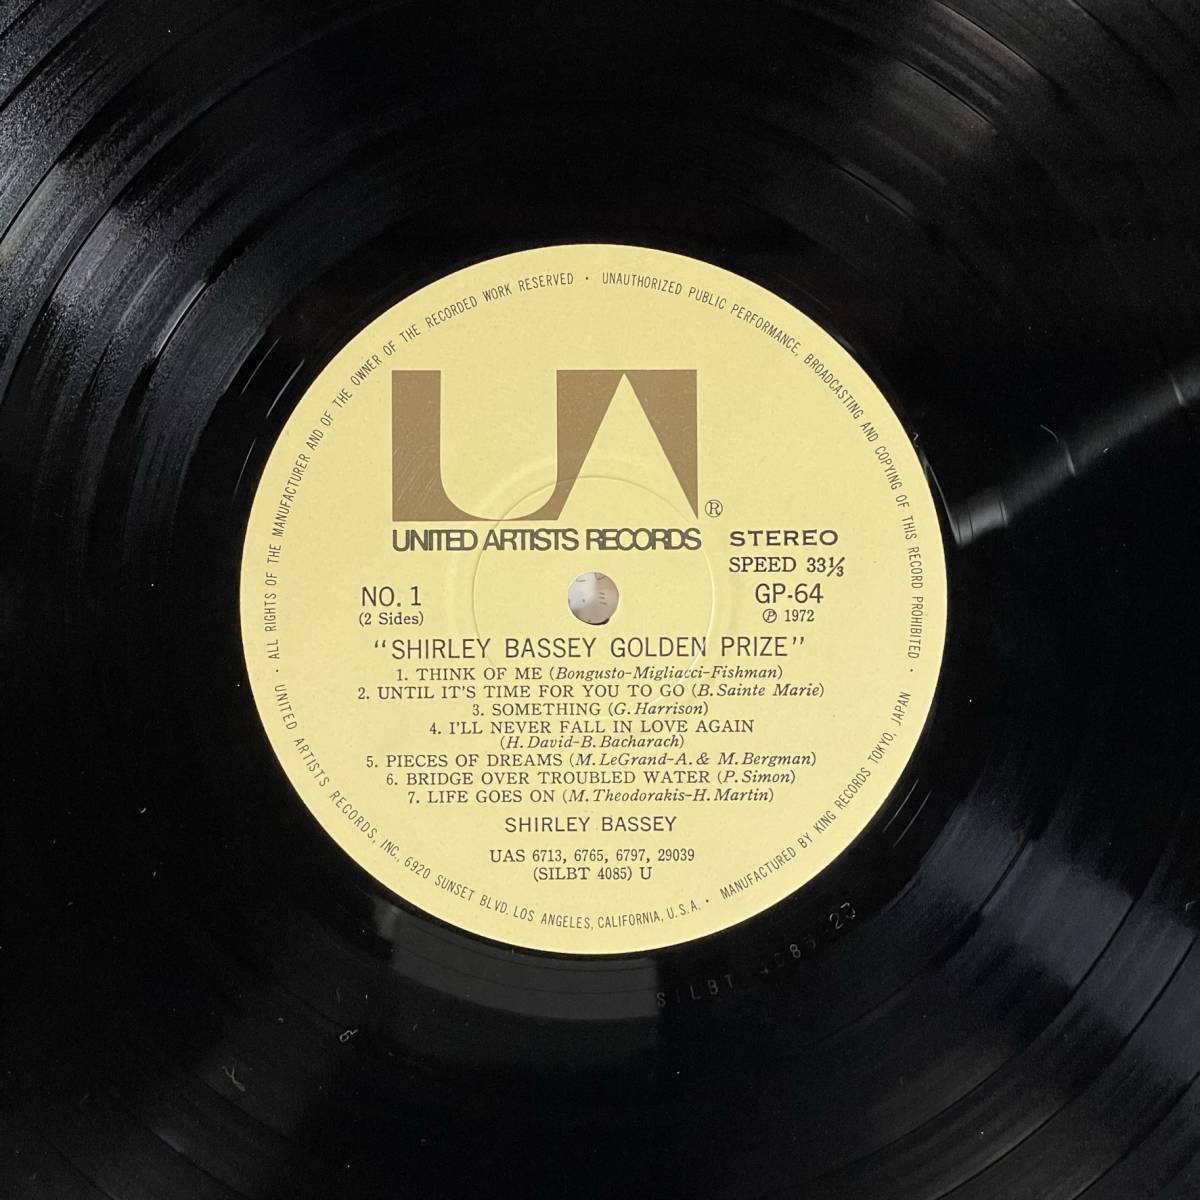 ALL RIGHTS OF THE MANUFACTURER AND OF THE OWNER OF THE RECORDED WORK RESERVED · UNAUTHORIZED PUBLIC PERFORMANCE, BROADCASTING AND COPYING OF THIS RECORD PROHIBITED ·
UA
®
UNITED ARTISTS RECORDS
STEREO
SPEED 33⅓
NO. 1
(2 Sides)
GP-64
℗ 1972
"SHIRLEY BASSEY GOLDEN PRIZE"
1. THINK OF ME (Bongusto-Migliacci-Fishman)
2. UNTIL IT'S TIME FOR YOU TO GO (B. Sainte Marie)
3. SOMETHING (G. Harrison)
4. I'LL NEVER FALL IN LOVE AGAIN
(H. David-B. Bacharach)
5. PIECES OF DREAMS (M. LeGrand-A. & M. Bergman)
6. BRIDGE OVER TROUBLED WATER (P. Simon)
7. LIFE GOES ON (M. Theodorakis-H. Martin)
SHIRLEY BASSEY
UAS 6713, 6765, 6797, 29039
(SILBT 4085) U
· UNITED ARTISTS RECORDS, INC., 6920 SUNSET BLVD. LOS ANGELES, CALIFORNIA, U.S.A. · MANUFACTURED BY KING RECORDS TOKYO, JAPAN
SILBT 23